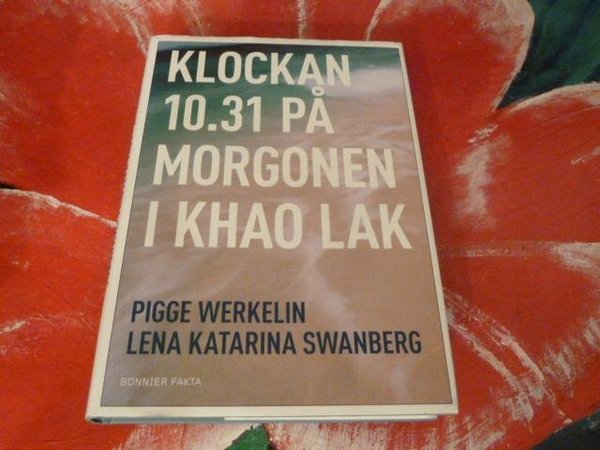 KLOCKAN
10.31 PÅ
MORGONEN
I KHAO LAK
PIGGE WERKELIN
LENA KATARINA SWANBERG
BONNIER FAKTA